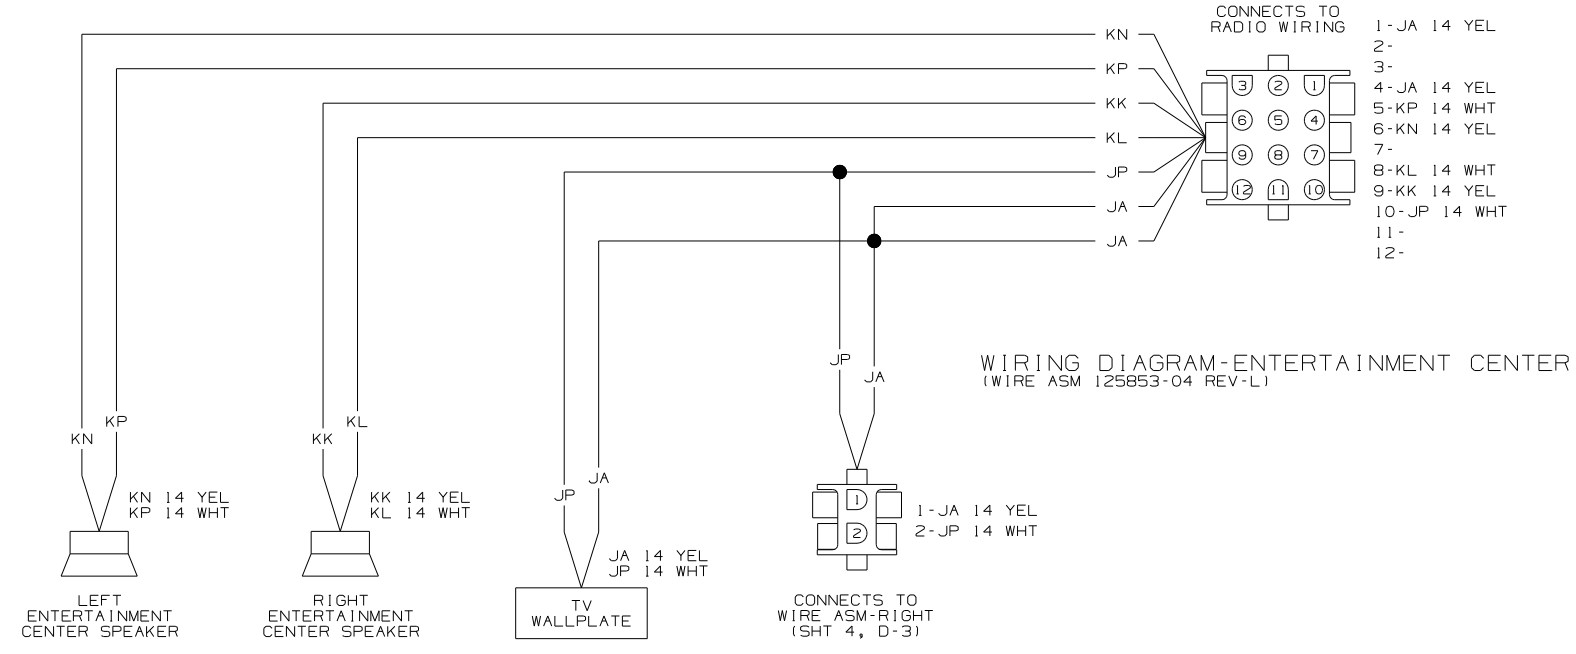 CONNECTS TO
RADIO WIRING
1-JA 14 YEL
2-
3-
4-JA 14 YEL
5-KP 14 WHT
6-KN 14 YEL
7-
8-KL 14 WHT
9-KK 14 YEL
10-JP 14 WHT
11-
12-
KN
KP
KK
KL
JP
JA
JA
3 2 1
6 5 4
9 8 7
12 11 10
WIRING DIAGRAM-ENTERTAINMENT CENTER
(WIRE ASM 125853-04 REV-L)
JP
JA
KP
KN
KL
KK
JA
JP
KN 14 YEL
KP 14 WHT
KK 14 YEL
KL 14 WHT
1
2
1-JA 14 YEL
2-JP 14 WHT
JA 14 YEL
JP 14 WHT
LEFT
ENTERTAINMENT
CENTER SPEAKER
RIGHT
ENTERTAINMENT
CENTER SPEAKER
TV
WALLPLATE
CONNECTS TO
WIRE ASM-RIGHT
(SHT 4, D-3)